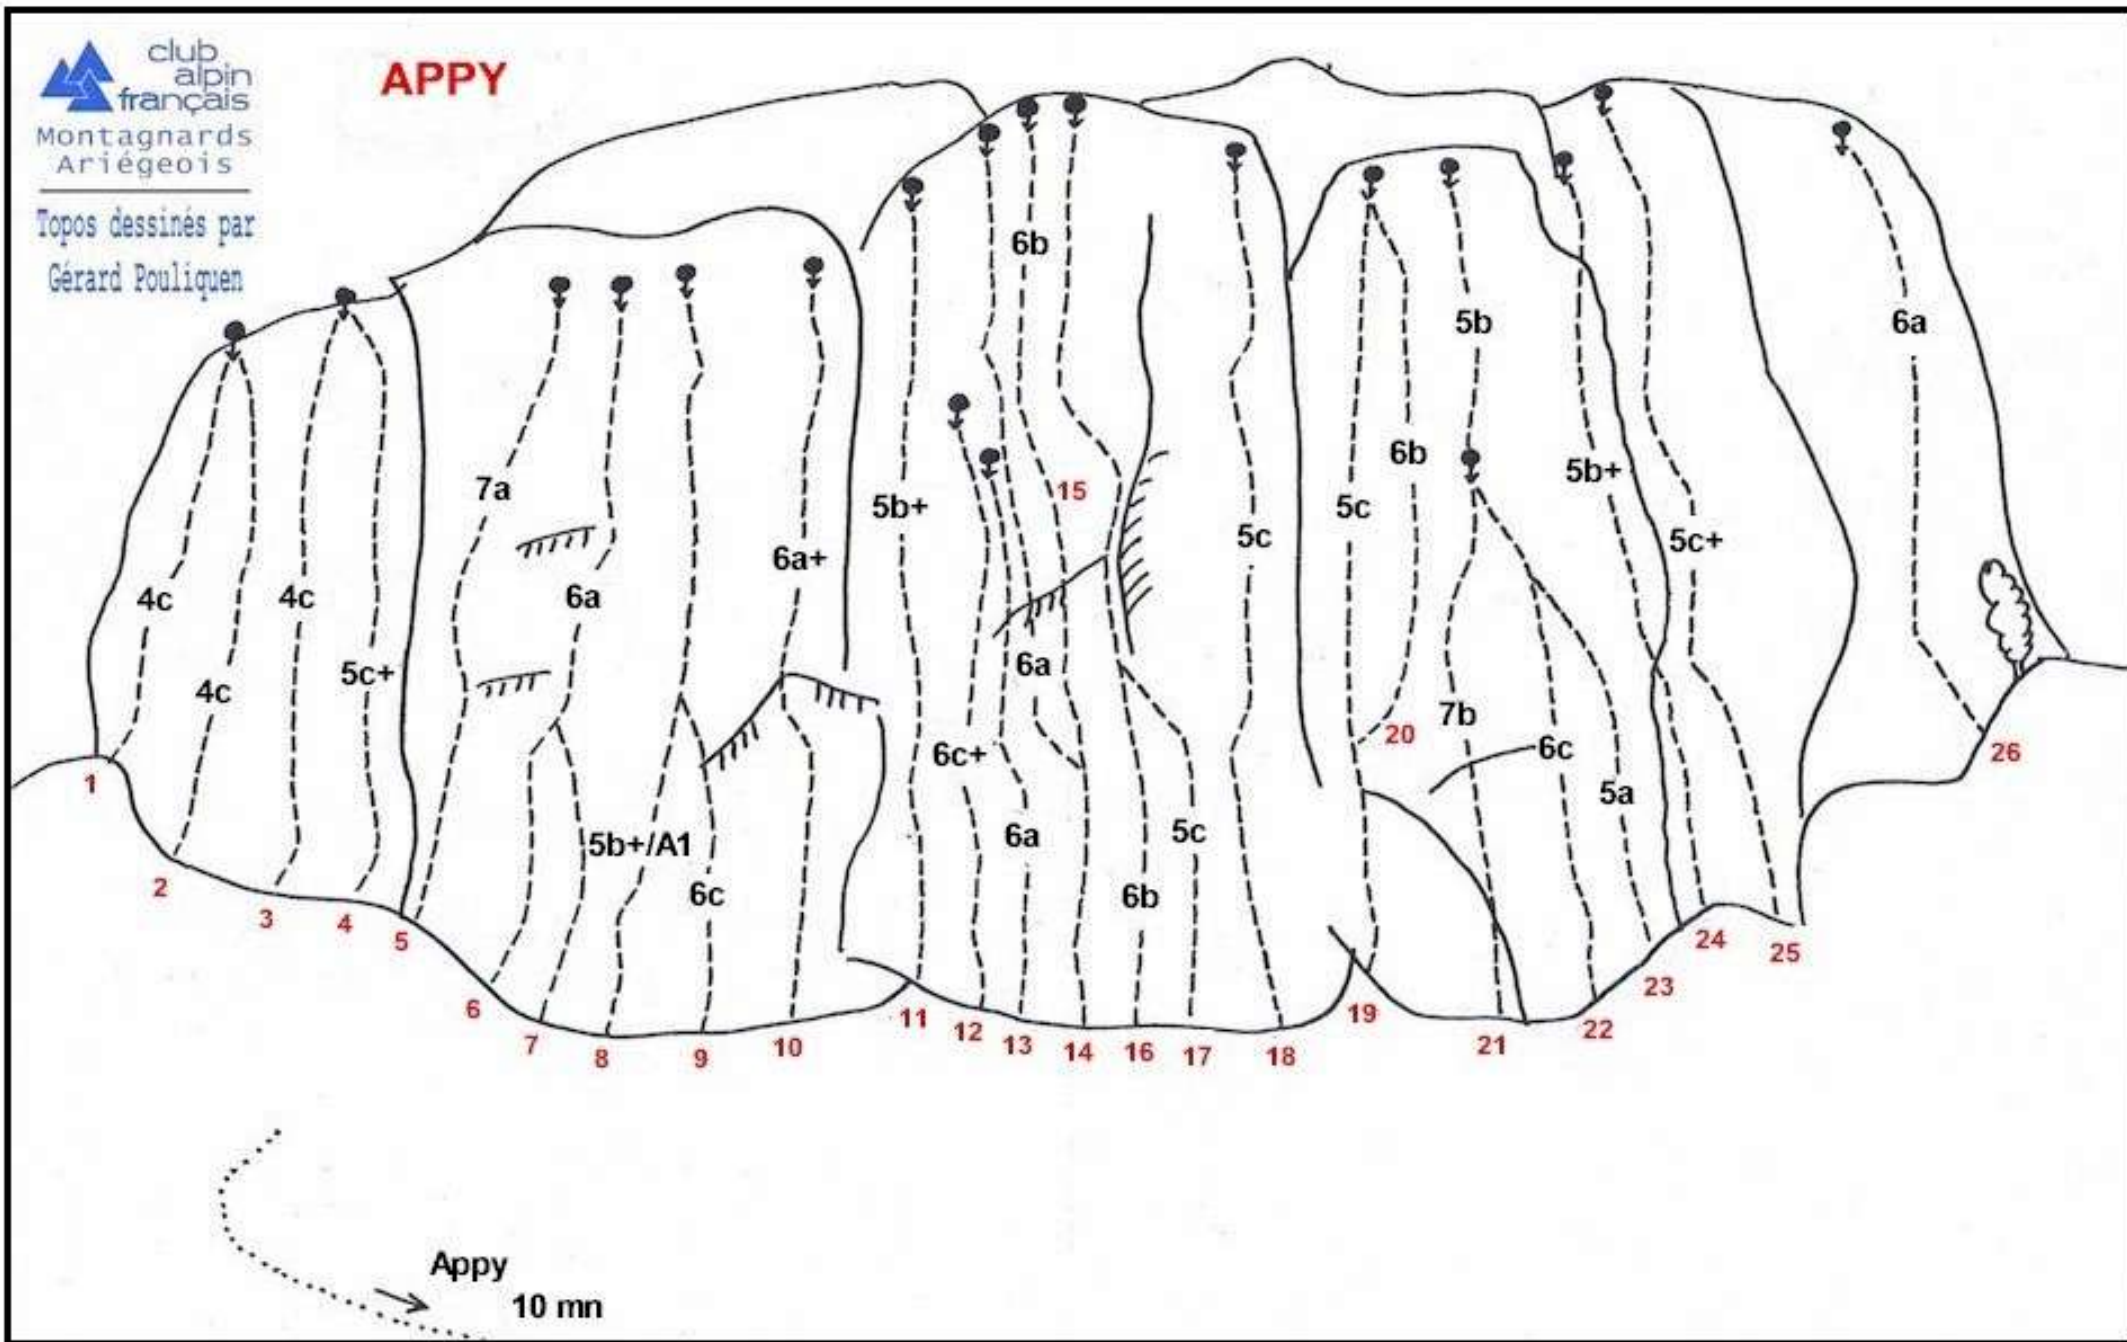 club
alpin
français
Montagnards
Ariégeois
Topos dessinés par
Gérard Pouliquen
APPY
6b
5b
6a
7a
15
6b
5b+
5c
5b+
5c
5c+
6a+
4c
4c
6a
5c+
6a
4c
20
7b
6c+
6c
26
1
5a
5b+/A1
6a
5c
2
6c
6b
3
4
5
24
25
6
23
11
19
7
12
13
22
8
9
10
14
16
17
18
21
Appy
10 mn